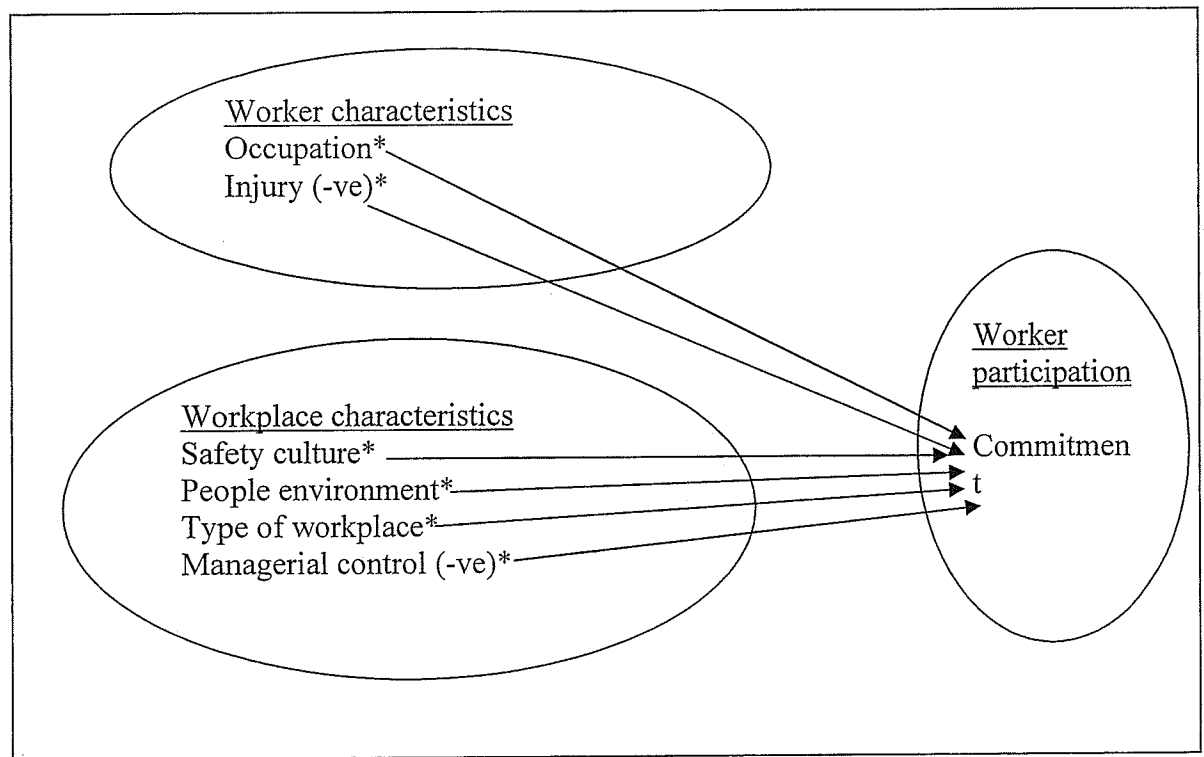 Worker characteristics
Occupation*
Injury (-ve)*
Worker
participation
Commitmen
t
Workplace characteristics
Safety culture*
People environment*
Type of workplace*
Managerial control (-ve)*